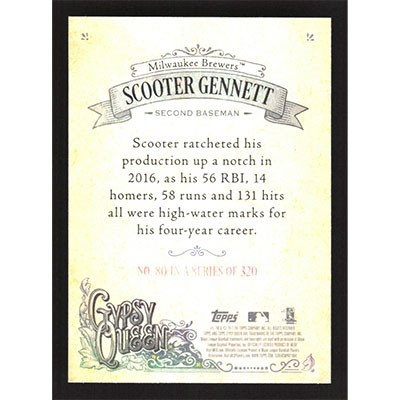 Milwaukee Brewers™
SCOOTER GENNETT
SECOND BASEMAN
Scooter ratcheted his
production up a notch in
2016, as his 56 RBI, 14
homers, 58 runs and 131 hits
all were high-water marks for
his four-year career.
NO. 80 IN A SERIES OF 320
GYPSY
QUEEN
TOPPS